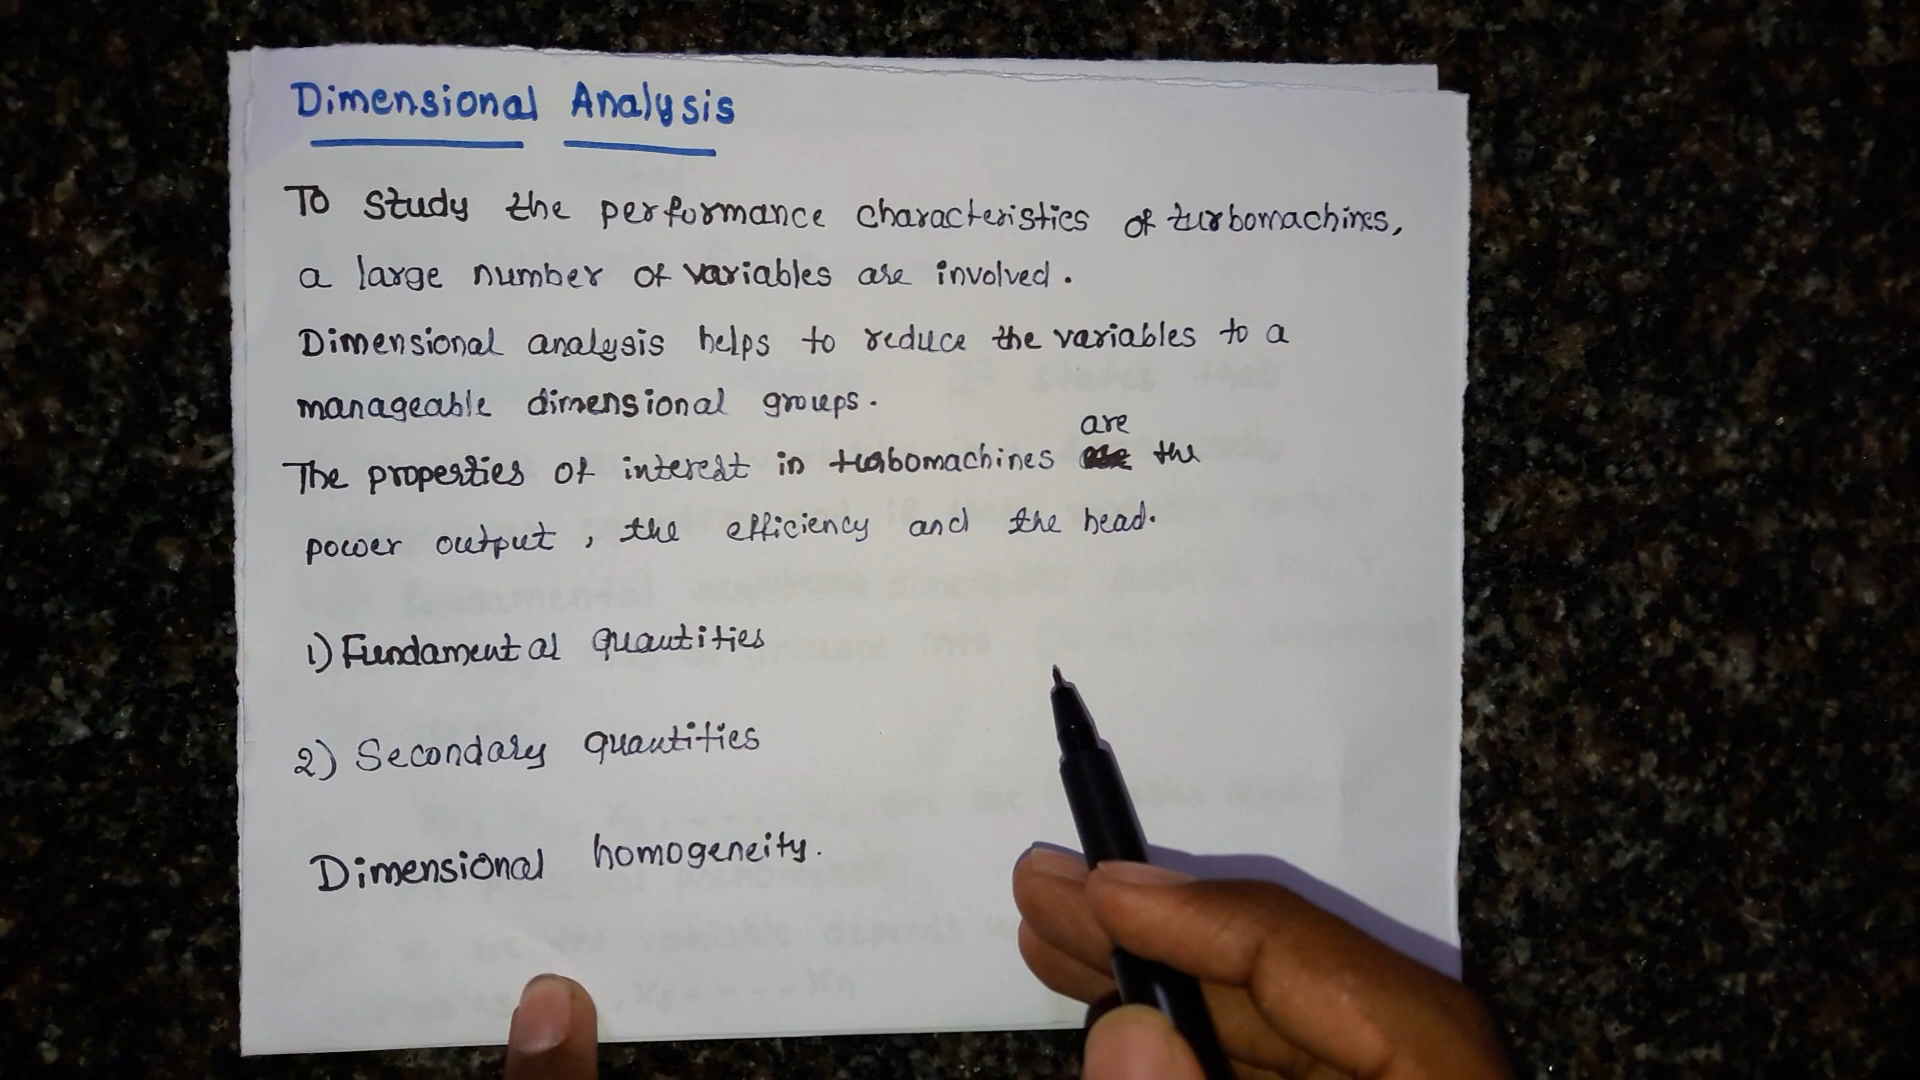 Dimensional Analysis
To study the performance characteristics of turbomachines,
a large number of variables are involved.
Dimensional analysis helps to reduce the variables to a
manageable dimensional groups.
are
The properties of interest in turbomachines the
power output, the efficiency and the head.
1) Fundamental quantities
2) Secondary quantities
Dimensional homogeneity.